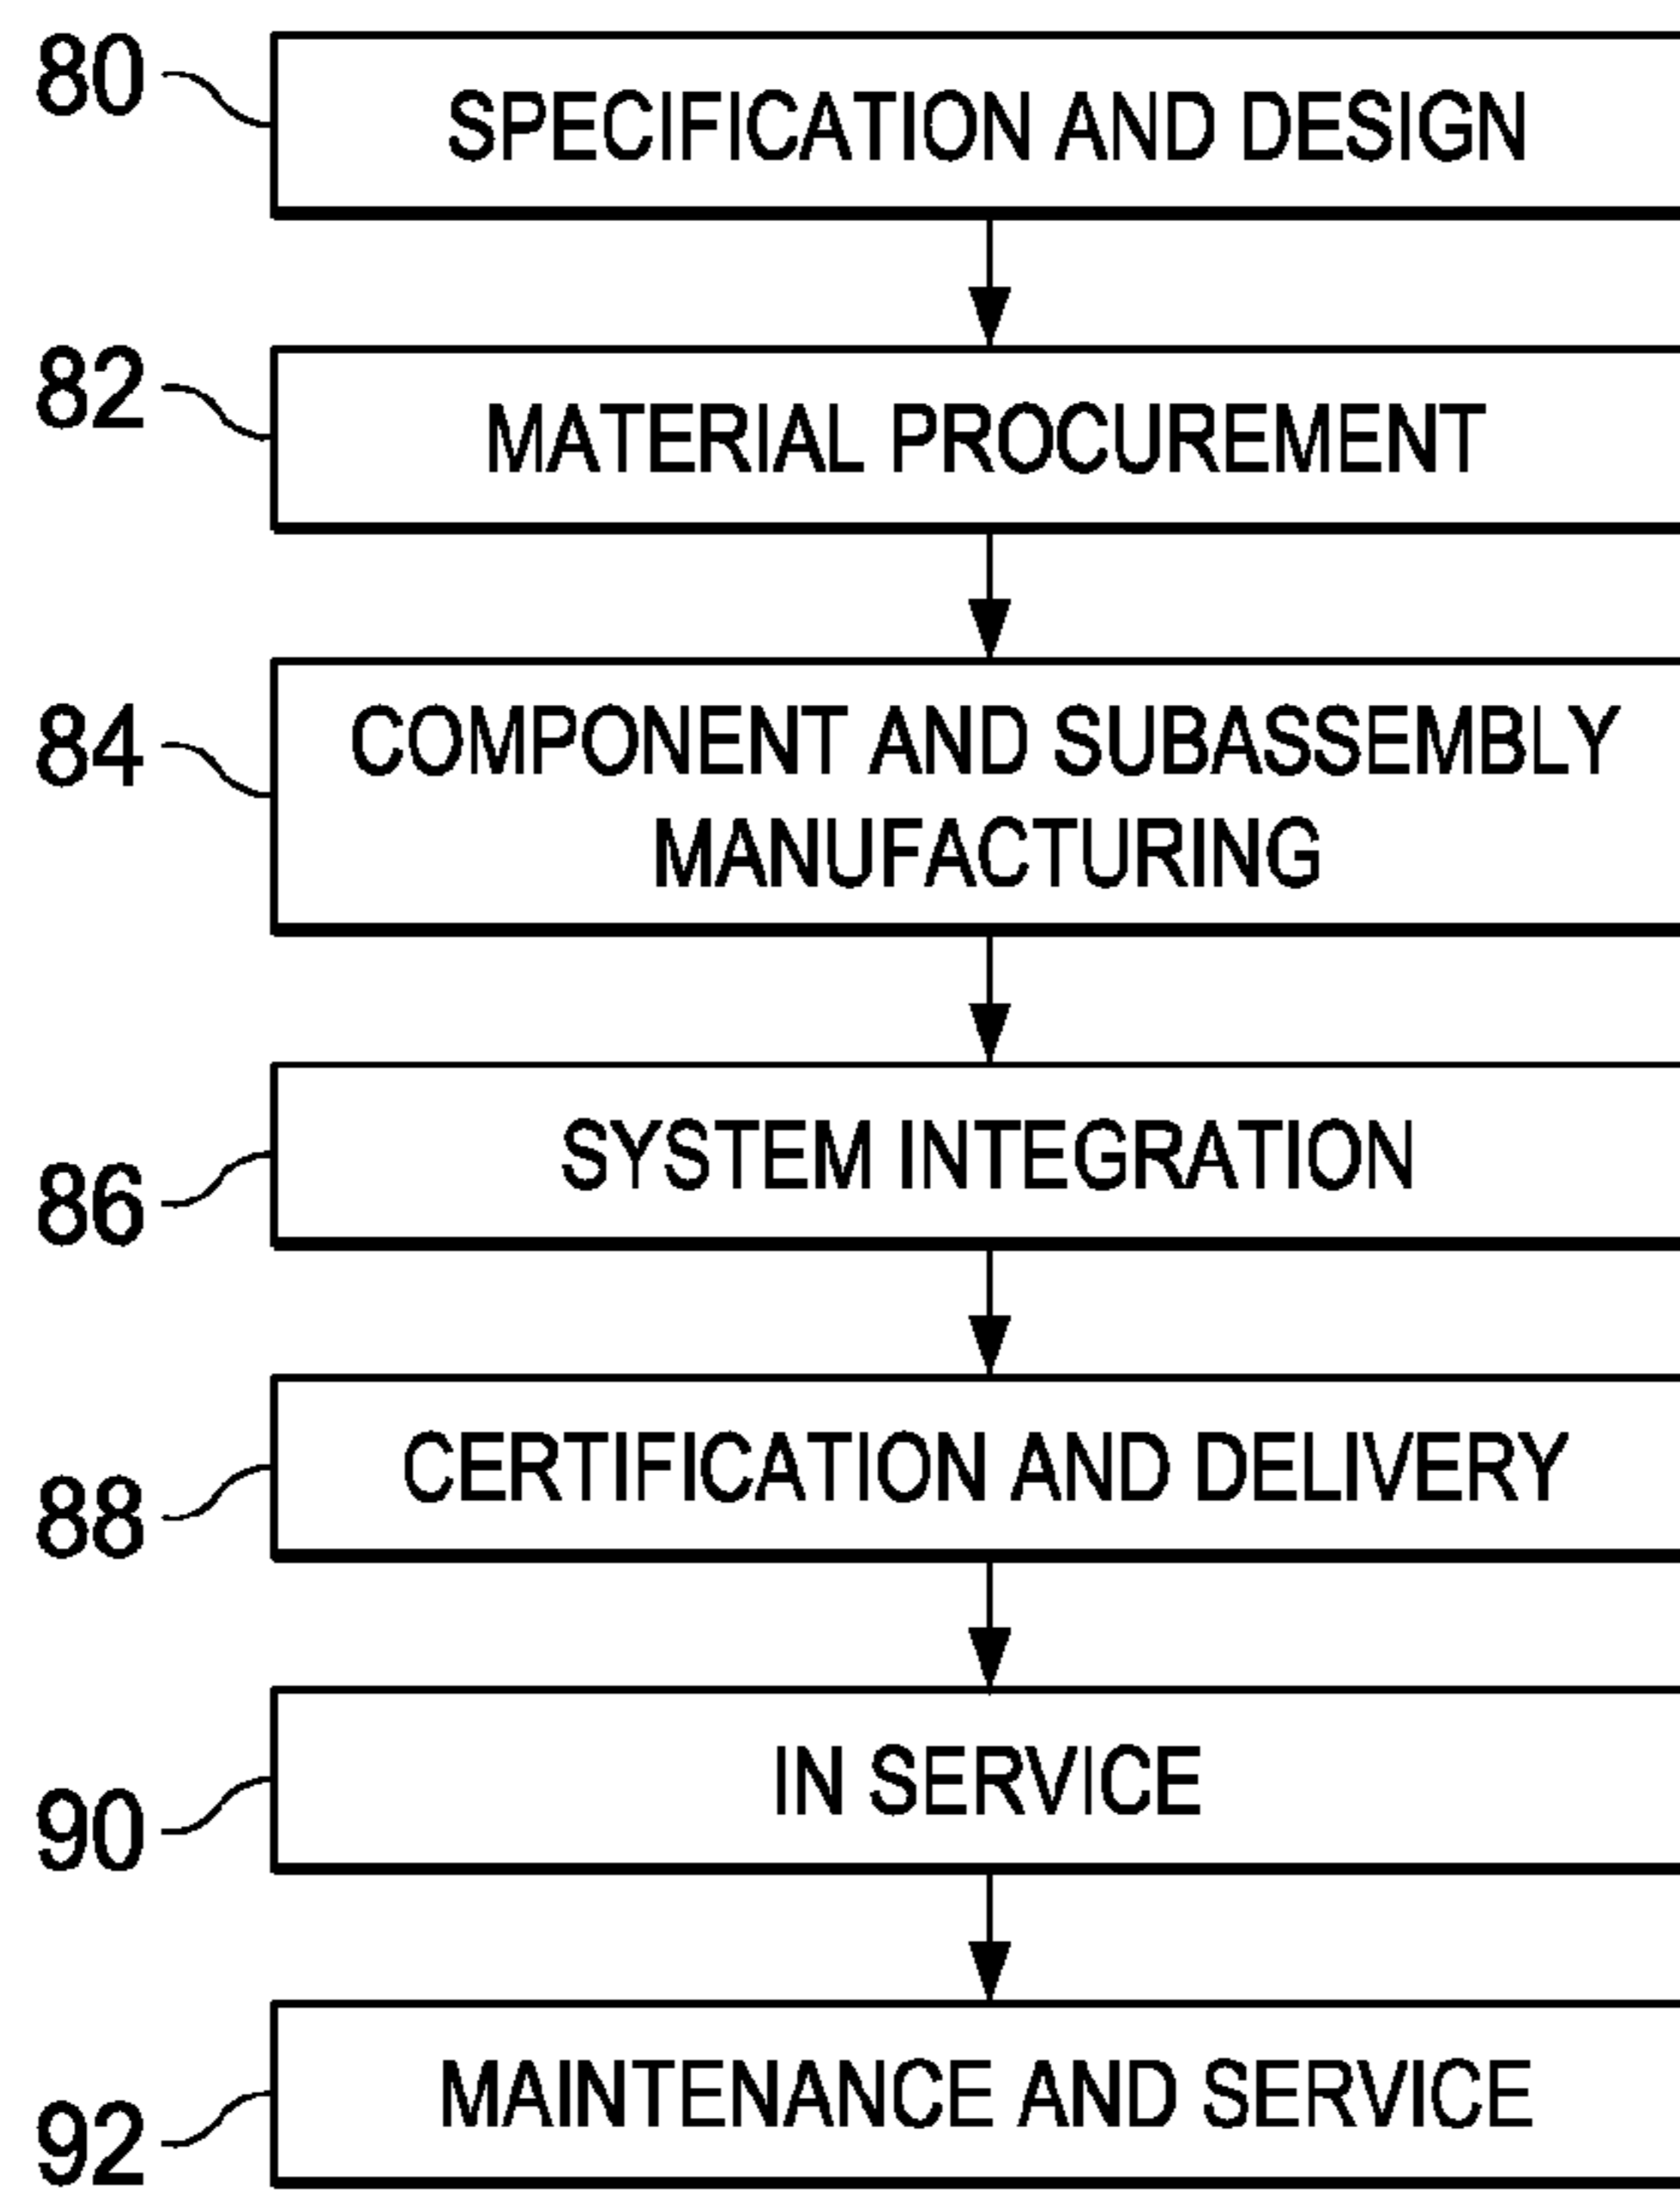 80
SPECIFICATION AND DESIGN
82
MATERIAL PROCUREMENT
84
COMPONENT AND SUBASSEMBLY
MANUFACTURING
86
SYSTEM INTEGRATION
88
CERTIFICATION AND DELIVERY
90
IN SERVICE
92
MAINTENANCE AND SERVICE